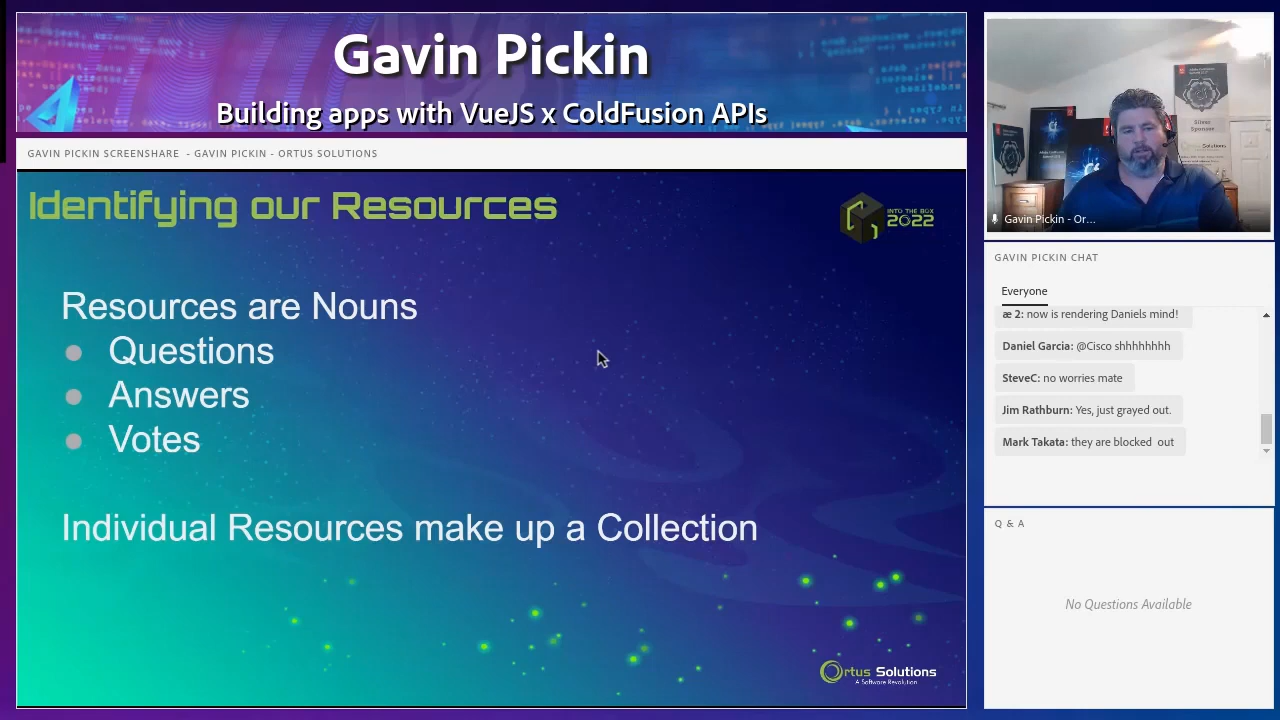 Gavin Pickin
Building apps with VueJS x ColdFusion APIs
GAVIN PICKIN SCREENSHARE - GAVIN PICKIN - ORTUS SOLUTIONS
Identifying our Resources
INTO THE BOX
2022
Resources are Nouns
Questions
Answers
Votes
Individual Resources make up a Collection
Ortus Solutions
A Software Revolution
Silver
Sponsor
Gavin Pickin - Or...
GAVIN PICKIN CHAT
Everyone
æ 2: now is rendering Daniels mind!
Daniel Garcia: @Cisco shhhhhhhh
SteveC: no worries mate
Jim Rathburn: Yes, just grayed out.
Mark Takata: they are blocked out
Q & A
No Questions Available